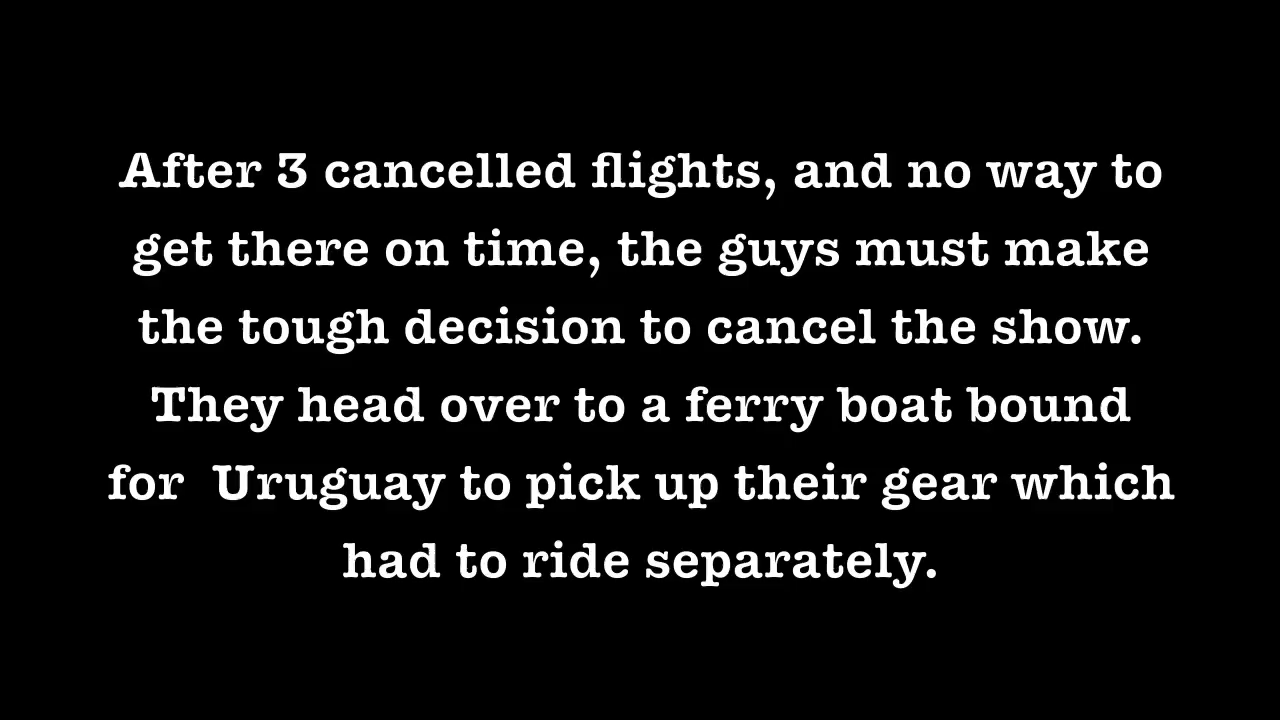 After 3 cancelled flights, and no way to
get there on time, the guys must make
the tough decision to cancel the show.
They head over to a ferry boat bound
for  Uruguay to pick up their gear which
had to ride separately.